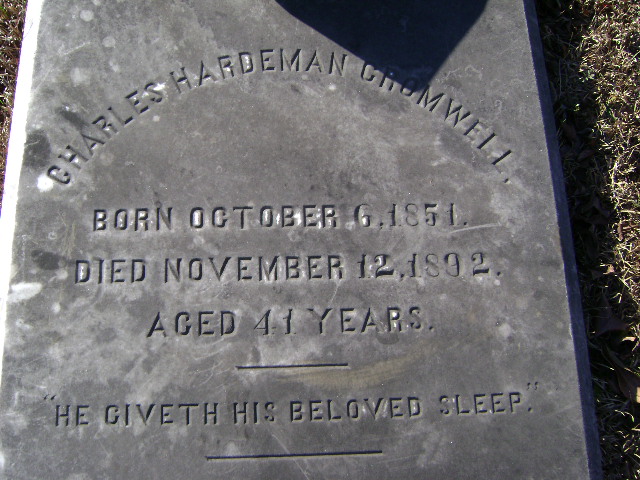 CHARLES HARDEMAN CROMWELL,
BORN OCTOBER 6, 1851.
DIED NOVEMBER 12, 1892.
AGED 41 YEARS.
"HE GIVETH HIS BELOVED SLEEP."